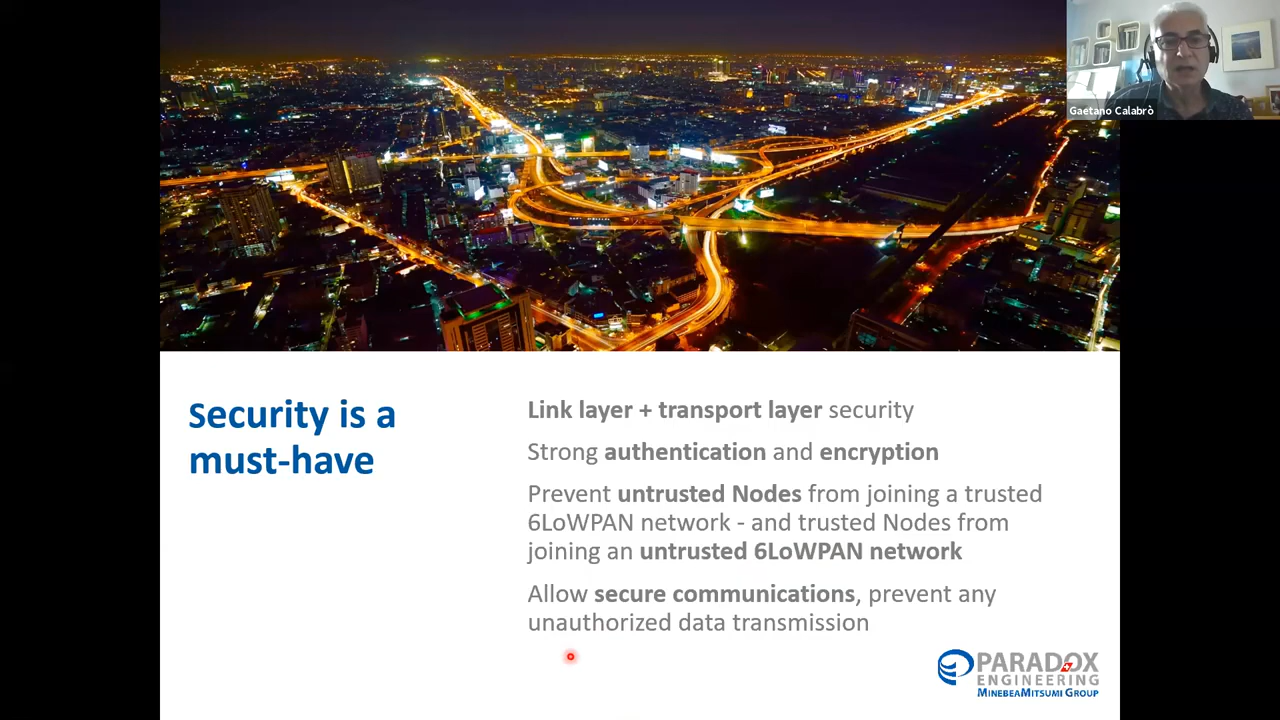 Gaetano Calabrò
Security is a
must-have
Link layer + transport layer security
Strong authentication and encryption
Prevent untrusted Nodes from joining a trusted
6LoWPAN network - and trusted Nodes from
joining an untrusted 6LoWPAN network
Allow secure communications, prevent any
unauthorized data transmission
PARADOX
ENGINEERING
MINEBEAMITSUMI GROUP